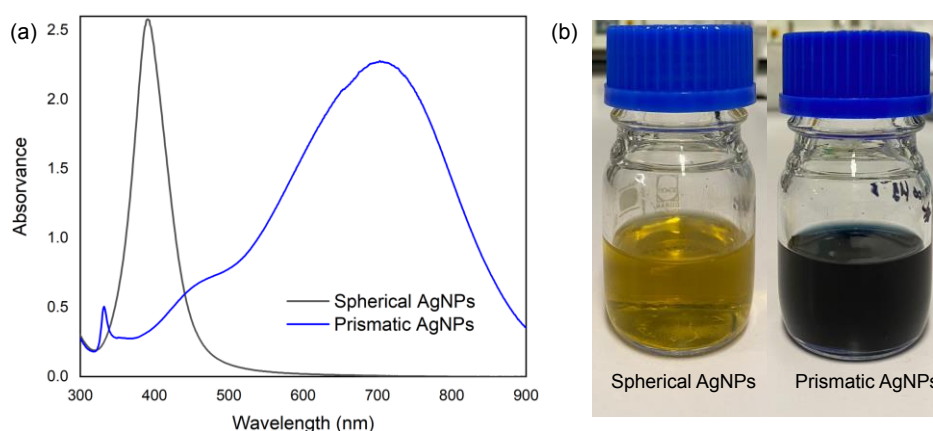 (a)
2.5
2.0
1.5
1.0
0.5
0.0
Absorvance
300 400 500 600 700 800 900
Wavelength (nm)
Spherical AgNPs
Prismatic AgNPs
(b)
Spherical AgNPs
Prismatic AgNPs